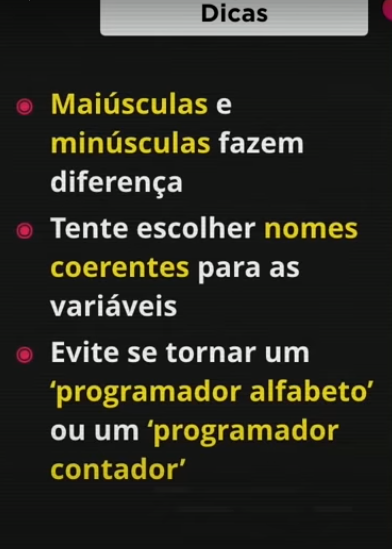 Dicas
Maiúsculas e
minúsculas fazem
diferença
Tente escolher nomes
coerentes para as
variáveis
Evite se tornar um
‘programador alfabeto’
ou um ‘programador
contador’